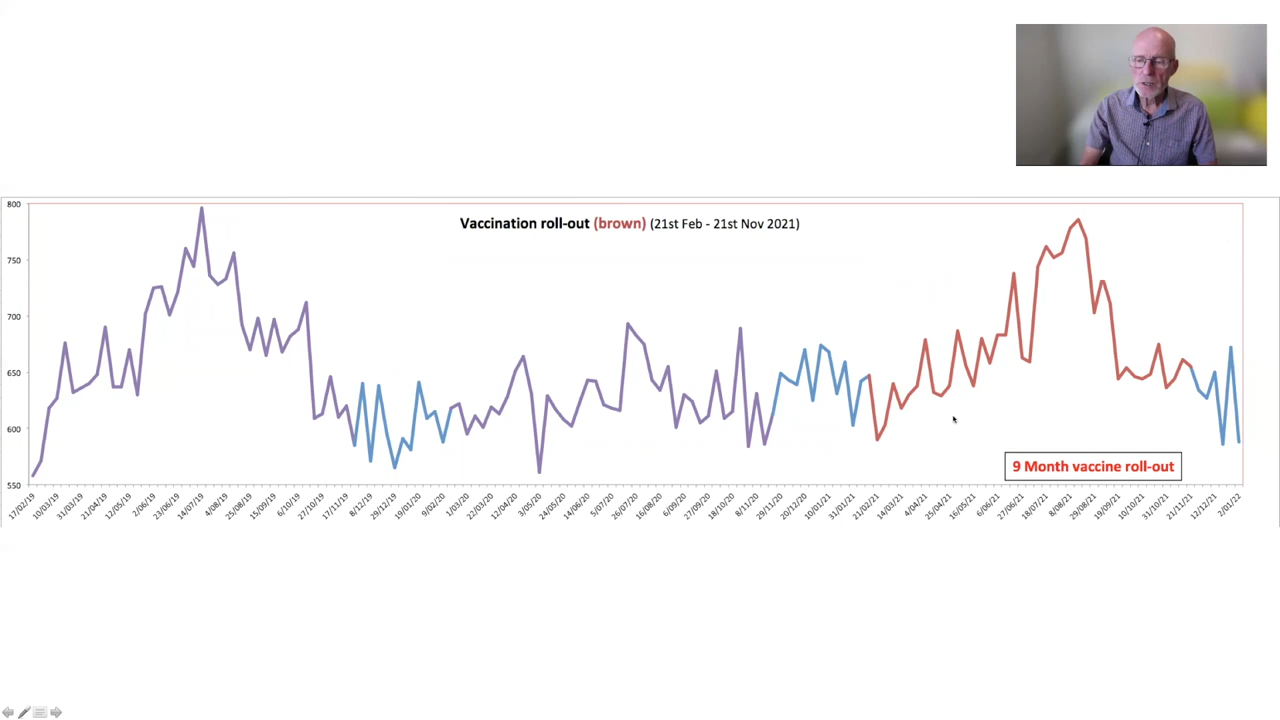 Vaccination roll-out (brown) (21st Feb - 21st Nov 2021)
800
750
700
650
600
550
9 Month vaccine roll-out
17/02/19 10/03/19 31/03/19 21/04/19 12/05/19 2/06/19 23/06/19 14/07/19 4/08/19 25/08/19 15/09/19 6/10/19 27/10/19 17/11/19 8/12/19 29/12/19 19/01/20 9/02/20 1/03/20 22/03/20 12/04/20 3/05/20 24/05/20 14/06/20 5/07/20 26/07/20 16/08/20 6/09/20 27/09/20 18/10/20 8/11/20 29/11/20 20/12/20 10/01/21 31/01/21 21/02/21 14/03/21 4/04/21 25/04/21 16/05/21 6/06/21 27/06/21 18/07/21 8/08/21 29/08/21 19/09/21 10/10/21 31/10/21 21/11/21 12/12/21 2/01/22